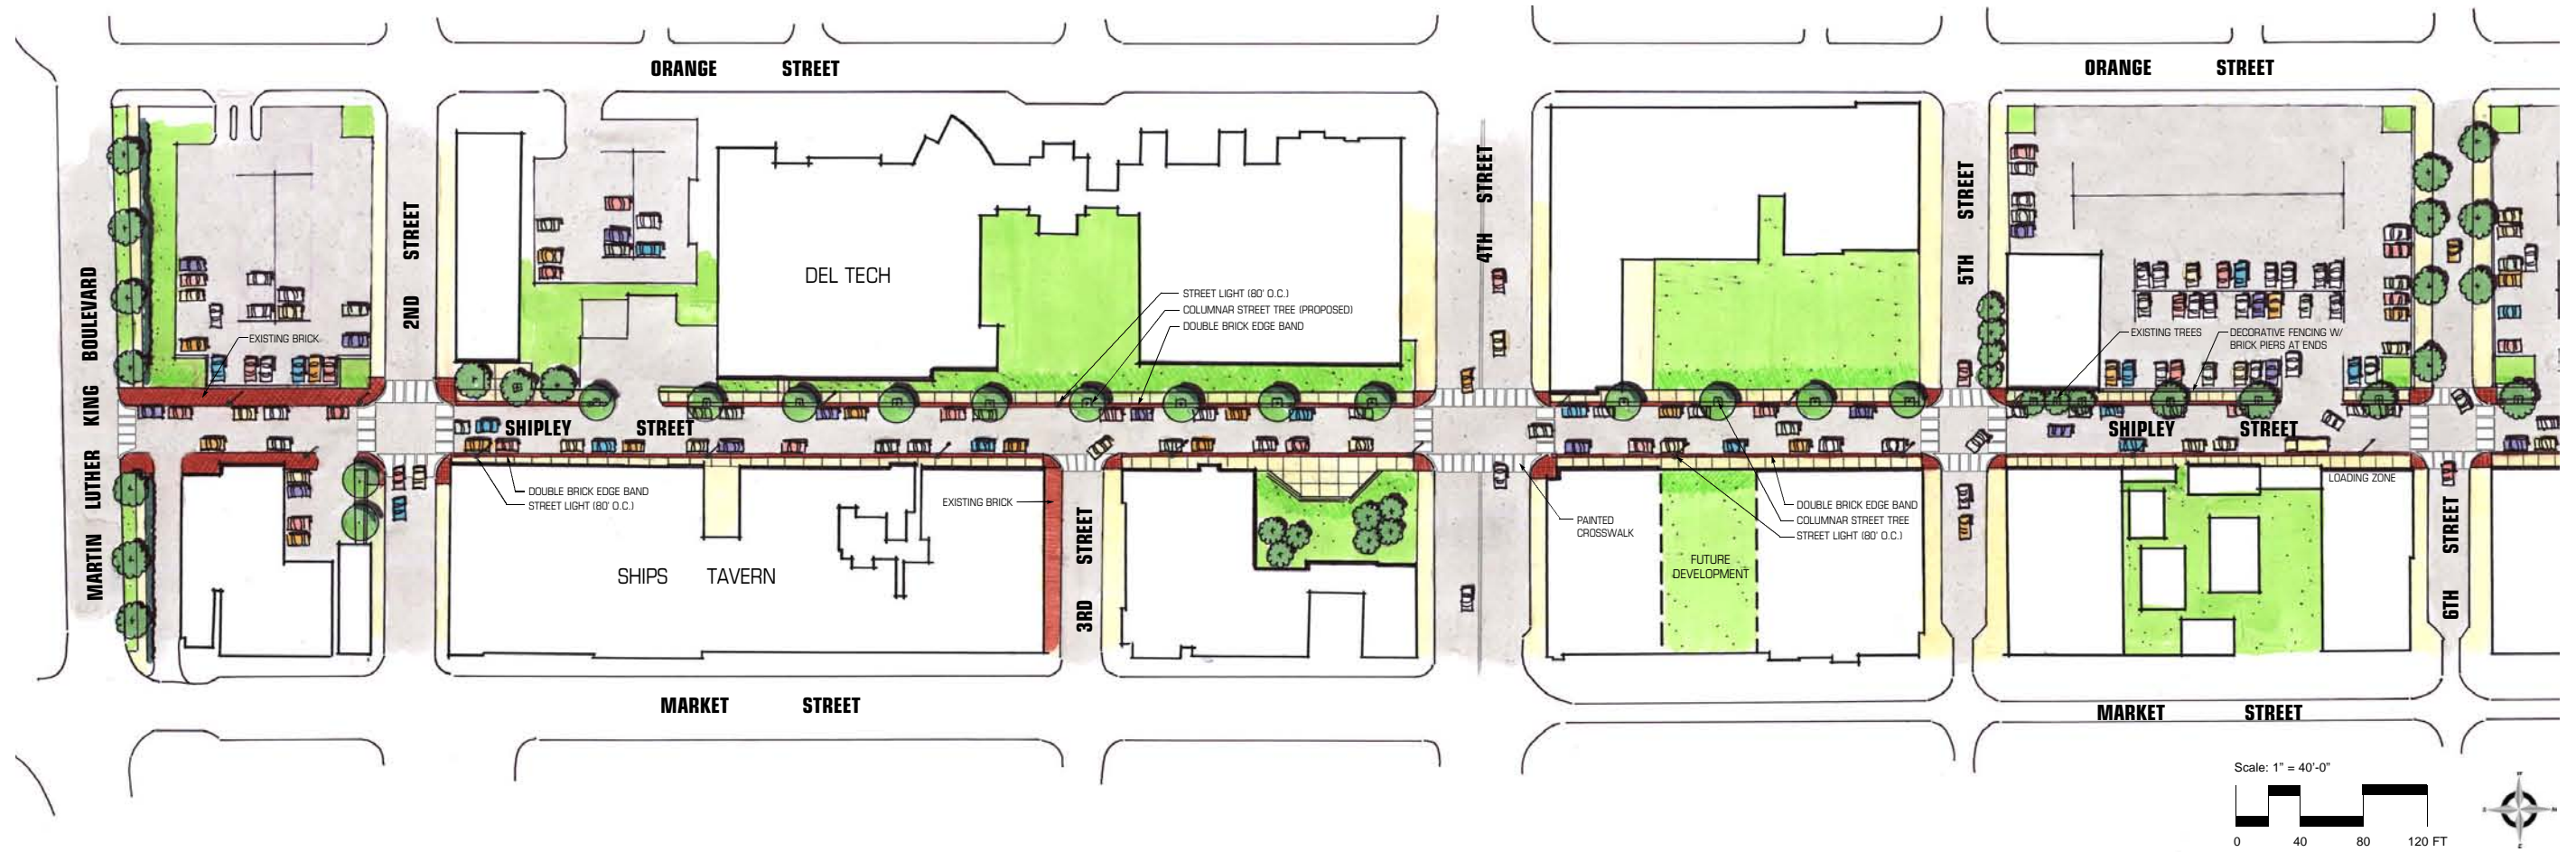 ORANGE STREET
ORANGE STREET
MARTIN LUTHER KING BOULEVARD
2ND STREET
4TH STREET
5TH STREET
DEL TECH
STREET LIGHT (80' O.C.)
COLUMNAR STREET TREE (PROPOSED)
DOUBLE BRICK EDGE BAND
EXISTING BRICK
EXISTING TREES
DECORATIVE FENCING W/
BRICK PIERS AT ENDS
SHIPLEY STREET
SHIPLEY STREET
DOUBLE BRICK EDGE BAND
STREET LIGHT (80' O.C.)
EXISTING BRICK
3RD STREET
PAINTED
CROSSWALK
DOUBLE BRICK EDGE BAND
COLUMNAR STREET TREE
STREET LIGHT (80' O.C.)
LOADING ZONE
6TH STREET
SHIPS TAVERN
FUTURE
DEVELOPMENT
MARKET STREET
MARKET STREET
Scale: 1" = 40'-0"
0 40 80 120 FT